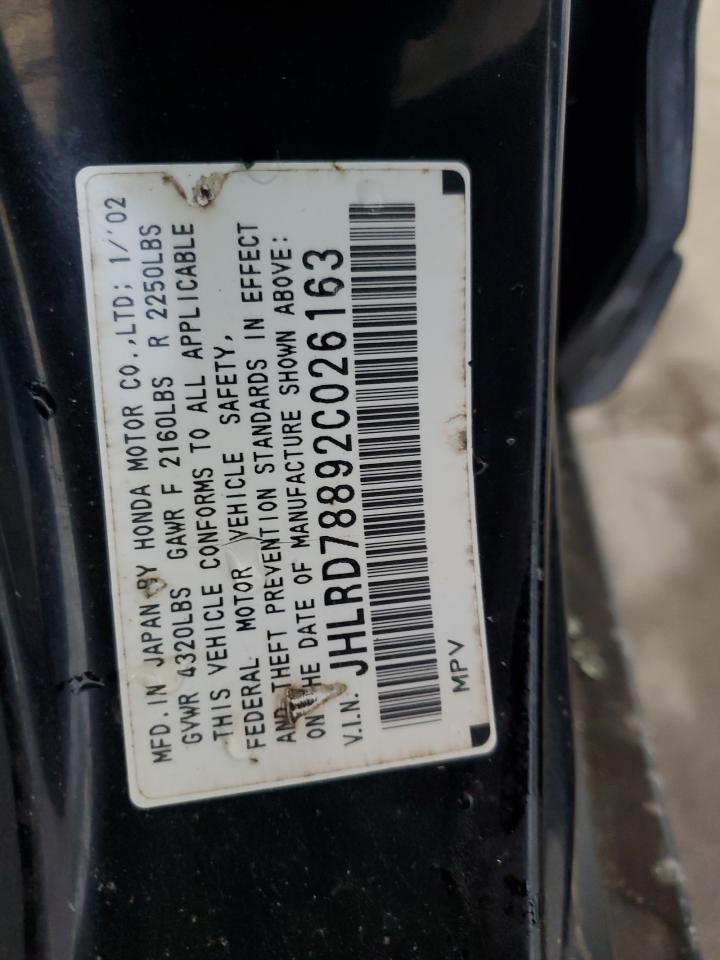 MFD. IN JAPAN BY HONDA MOTOR CO.,LTD; 1/'02
GVWR 4320LBS GAWR F 2160LBS R 2250LBS
THIS VEHICLE CONFORMS TO ALL APPLICABLE
FEDERAL MOTOR VEHICLE SAFETY,
AND THEFT PREVENTION STANDARDS IN EFFECT
ON THE DATE OF MANUFACTURE SHOWN ABOVE:
V.I.N. JHLRD78892C026163
MPV